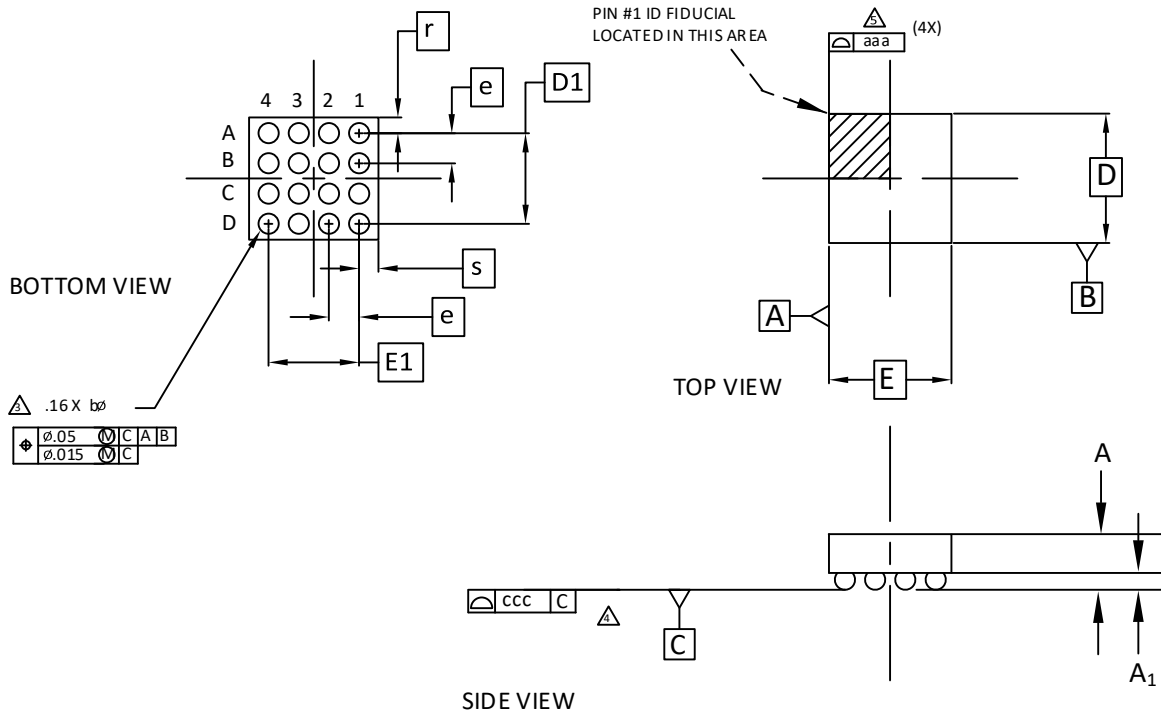 PIN #1 ID FIDUCIAL
LOCATED IN THIS AREA
5
aaa
(4X)
r
e
D1
4 3 2 1
A
B
C
D
s
e
E1
BOTTOM VIEW
3 .16 X bø
ø.05 M C A B
ø.015 M C
D
B
A
E
TOP VIEW
A
ccc C
4
C
A1
SIDE VIEW